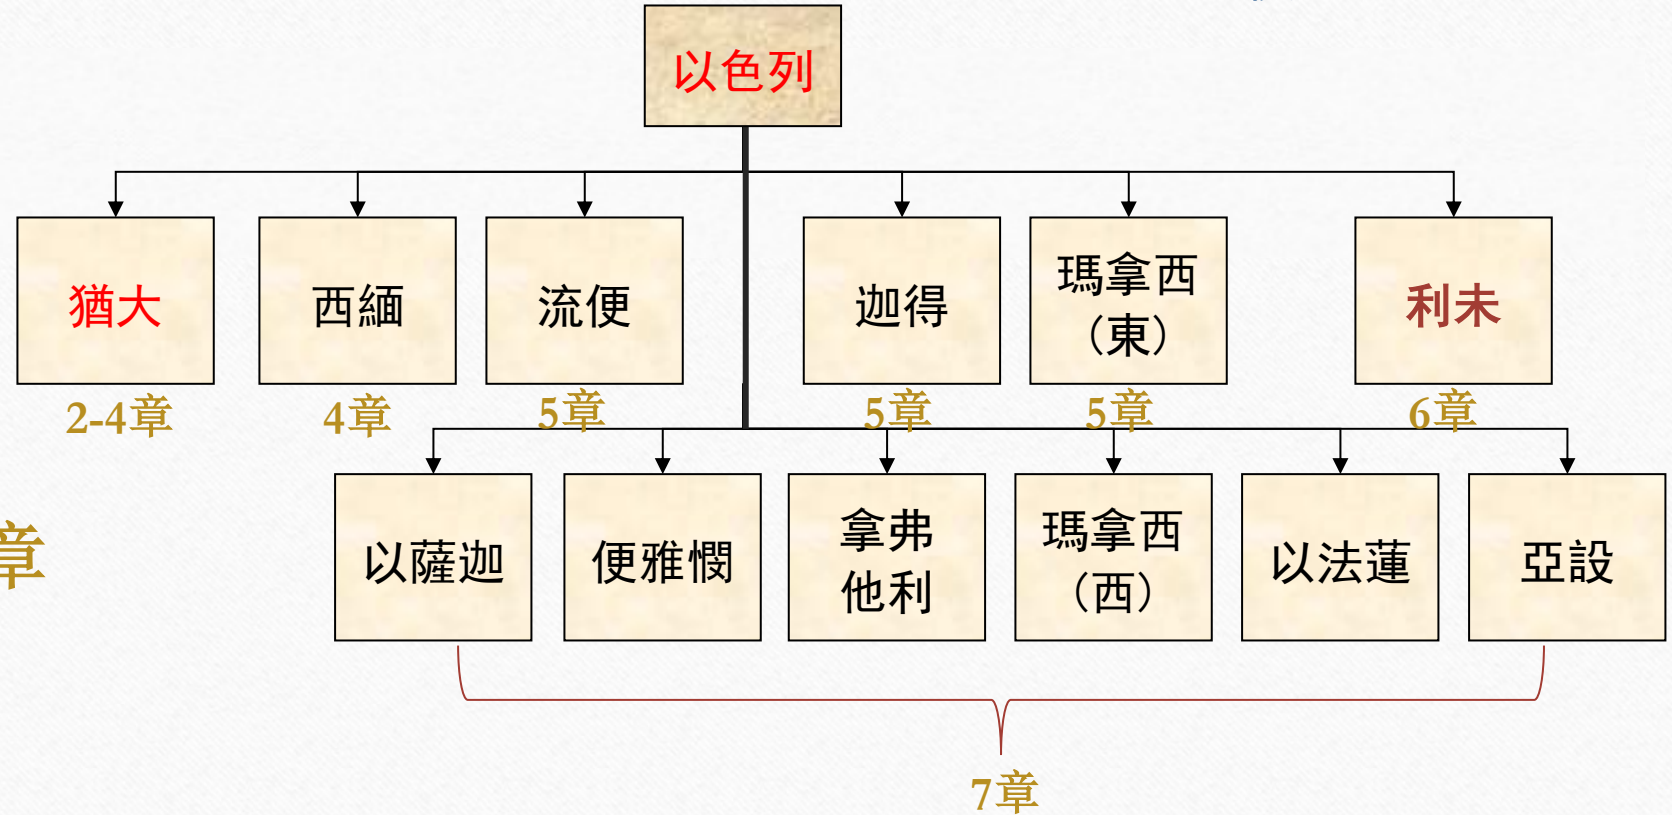 以色列
猶大
西緬
流便
迦得
瑪拿西
（東）
利未
2-4章
4章
5章
5章
5章
6章
以薩迦
便雅憫
拿弗
他利
瑪拿西
（西）
以法蓮
亞設
章
7章